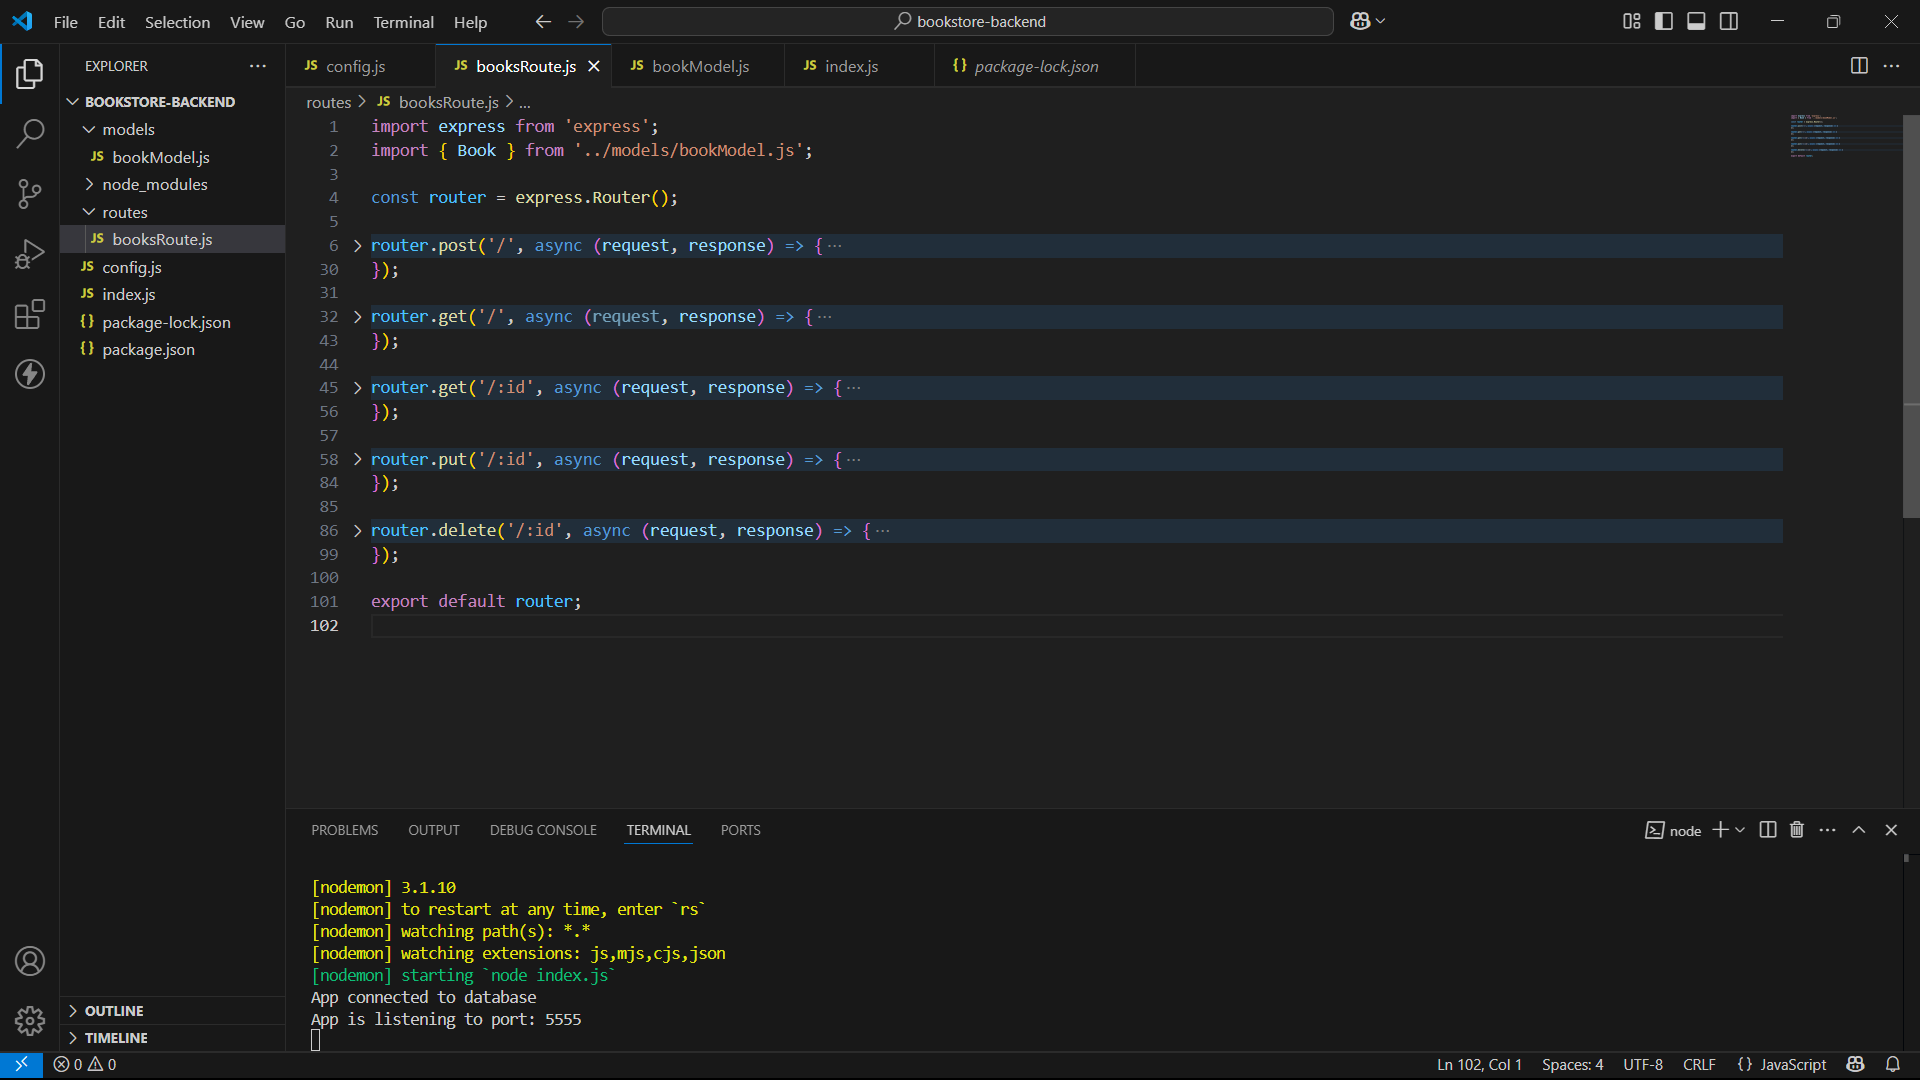 File Edit Selection View Go Run Terminal Help
bookstore-backend
EXPLORER
BOOKSTORE-BACKEND
models
JS bookModel.js
node_modules
routes
JS booksRoute.js
JS config.js
JS index.js
{} package-lock.json
{} package.json
OUTLINE
TIMELINE
JS config.js JS booksRoute.js JS bookModel.js JS index.js {} package-lock.json
routes > JS booksRoute.js > ...
1 import express from 'express';
2 import { Book } from '../models/bookModel.js';
3
4 const router = express.Router();
5
6 router.post('/', async (request, response) => { ...
30 });
31
32 router.get('/', async (request, response) => { ...
43 });
44
45 router.get('/:id', async (request, response) => { ...
56 });
57
58 router.put('/:id', async (request, response) => { ...
84 });
85
86 router.delete('/:id', async (request, response) => { ...
99 });
100
101 export default router;
102
PROBLEMS OUTPUT DEBUG CONSOLE TERMINAL PORTS
node
[nodemon] 3.1.10
[nodemon] to restart at any time, enter `rs`
[nodemon] watching path(s): *.*
[nodemon] watching extensions: js,mjs,cjs,json
[nodemon] starting `node index.js`
App connected to database
App is listening to port: 5555
0 0
Ln 102, Col 1 Spaces: 4 UTF-8 CRLF {} JavaScript